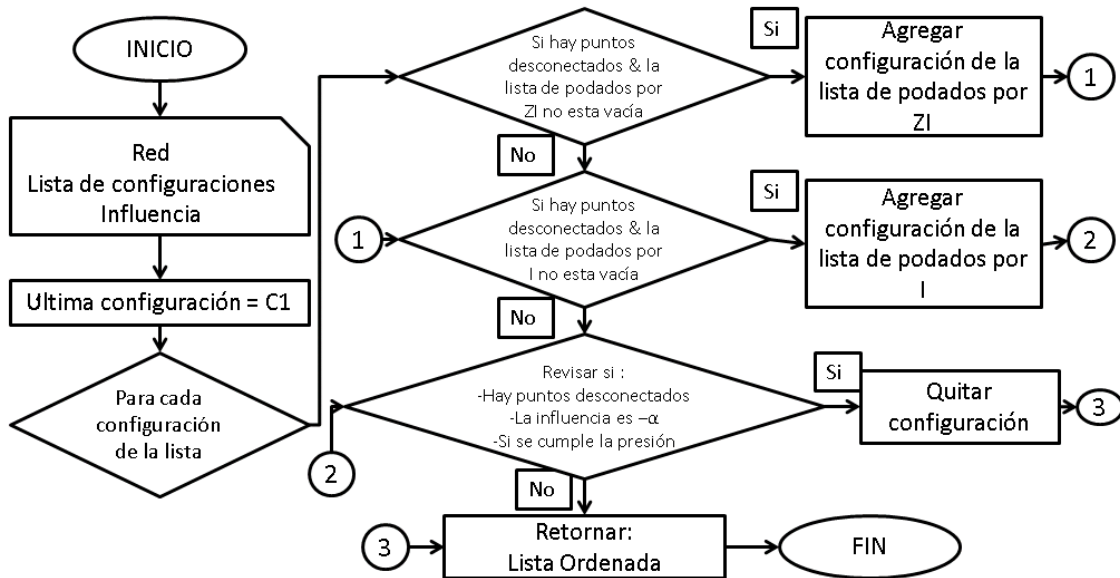 INICIO
Red
Lista de configuraciones
Influencia
Ultima configuración = C1
Para cada
configuración
de la lista
Si hay puntos
desconectados & la
lista de podados por
ZI no esta vacía
Si
Agregar
configuración de la
lista de podados por
ZI
1
No
1
Si hay puntos
desconectados & la
lista de podados por
I no esta vacía
Si
Agregar
configuración de la
lista de podados por
I
2
No
2
Revisar si :
-Hay puntos desconectados
-La influencia es –α
-Si se cumple la presión
Si
Quitar
configuración
3
No
3
Retornar:
Lista Ordenada
FIN